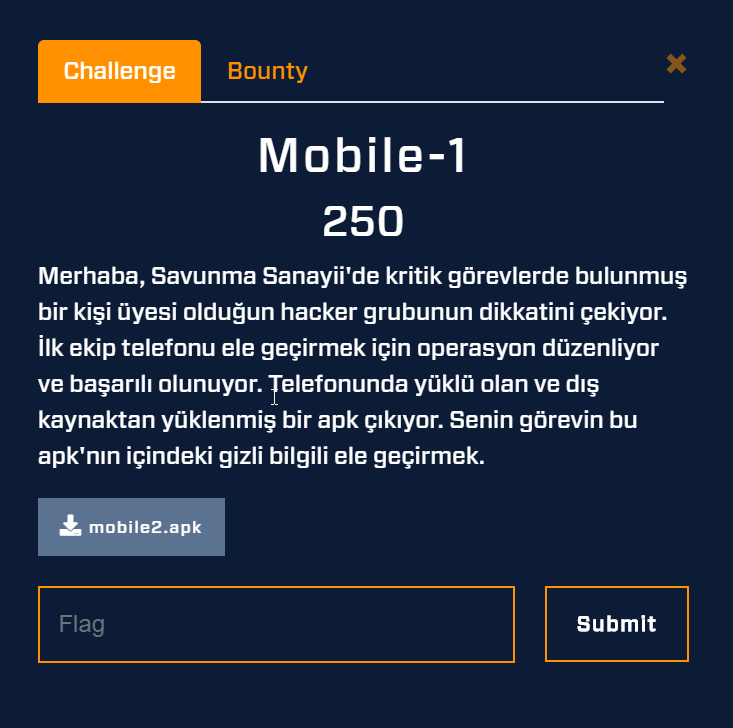 Challenge Bounty ✖
Mobile-1
250
Merhaba, Savunma Sanayii'de kritik görevlerde bulunmuş
bir kişi üyesi olduğun hacker grubunun dikkatini çekiyor.
İlk ekip telefonu ele geçirmek için operasyon düzenliyor
ve başarılı olunuyor. Telefonunda yüklü olan ve dış
kaynaktan yüklenmiş bir apk çıkıyor. Senin görevin bu
apk'nın içindeki gizli bilgili ele geçirmek.
mobile2.apk
Flag Submit